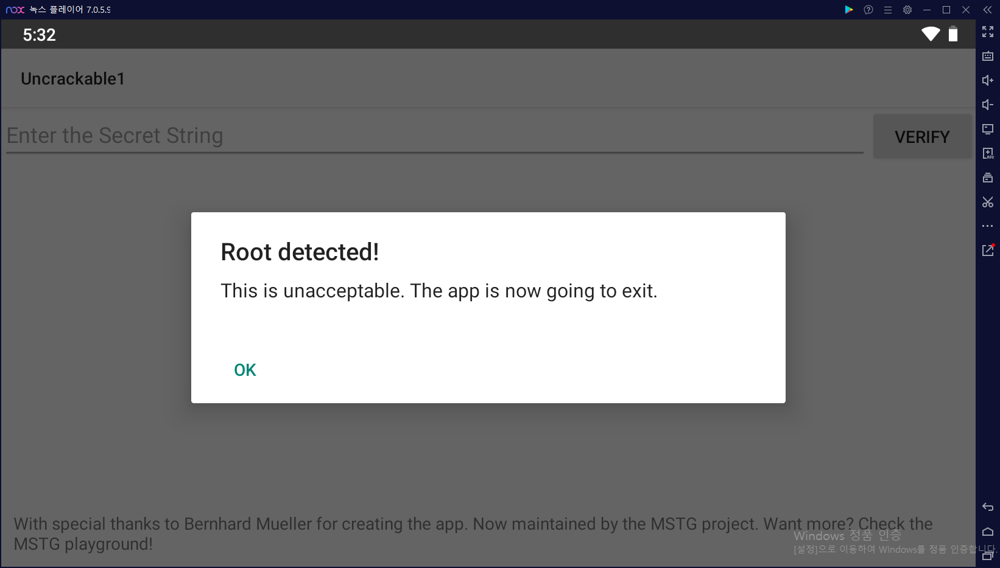 nox 녹스 플레이어 7.0.5.9
5:32
Uncrackable1
Enter the Secret String
VERIFY
Root detected!
This is unacceptable. The app is now going to exit.
OK
With special thanks to Bernhard Mueller for creating the app. Now maintained by the MSTG project. Want more? Check the
MSTG playground!
Windows 정품 인증
[설정]으로 이동하여 Windows를 정품 인증합니다.
APK